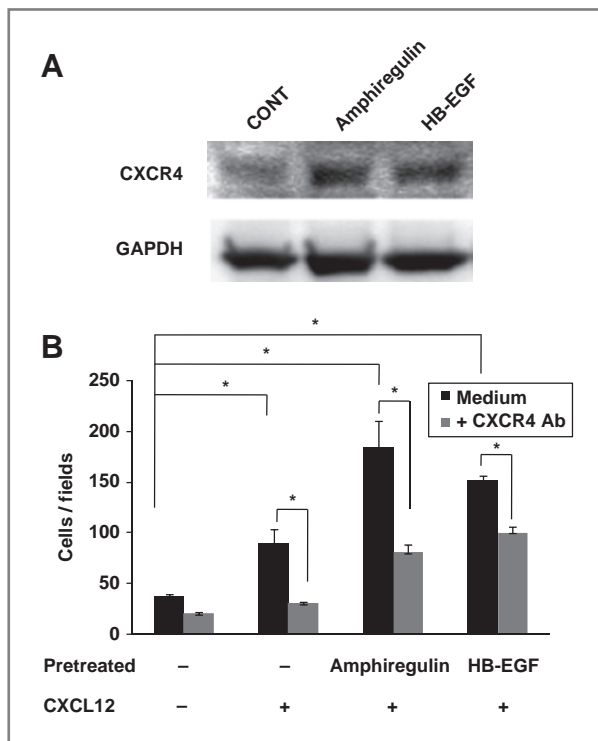 A
CONT Amphiregulin HB-EGF
CXCR4
GAPDH
B
*
*
*
*
*
*
Medium
+ CXCR4 Ab
Cells / fields
250
200
150
100
50
0
Pretreated – – Amphiregulin HB-EGF
CXCL12 – + + +